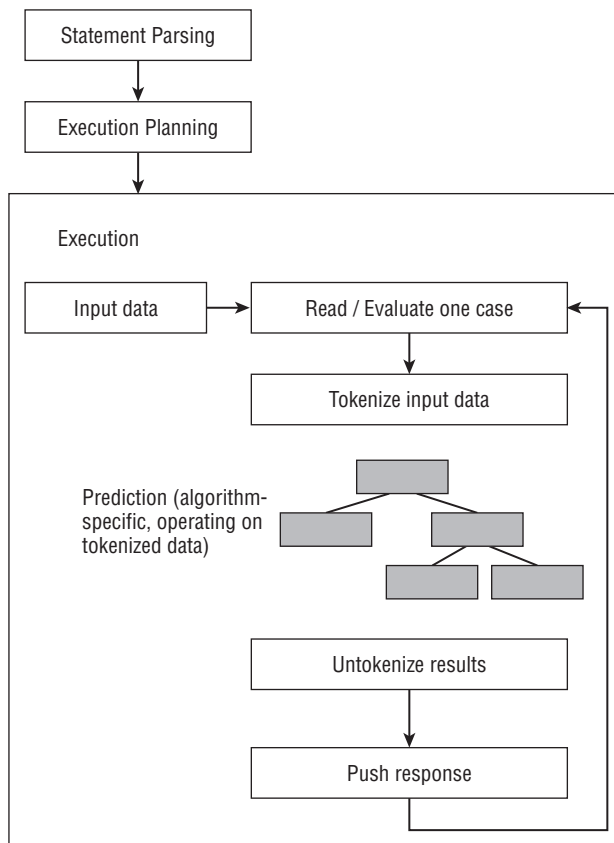 Statement Parsing
Execution Planning
Execution
Input data
Read / Evaluate one case
Tokenize input data
Prediction (algorithm-
specific, operating on
tokenized data)
Untokenize results
Push response